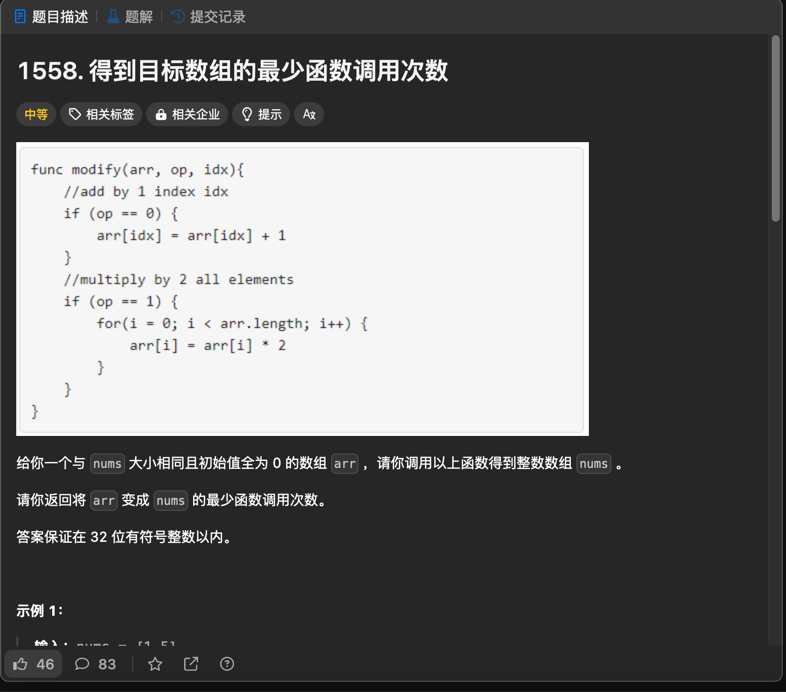 题目描述 | 题解 | 提交记录
1558. 得到目标数组的最少函数调用次数
中等 相关标签 相关企业 提示 Ax
func modify(arr, op, idx){
//add by 1 index idx
if (op == 0) {
arr[idx] = arr[idx] + 1
}
//multiply by 2 all elements
if (op == 1) {
for(i = 0; i < arr.length; i++) {
arr[i] = arr[i] * 2
}
}
}
给你一个与 nums 大小相同且初始值全为 0 的数组 arr ，请你调用以上函数得到整数数组 nums 。
请你返回将 arr 变成 nums 的最少函数调用次数。
答案保证在 32 位有符号整数以内。
示例 1：
输入：nums = [1,5]
46 83